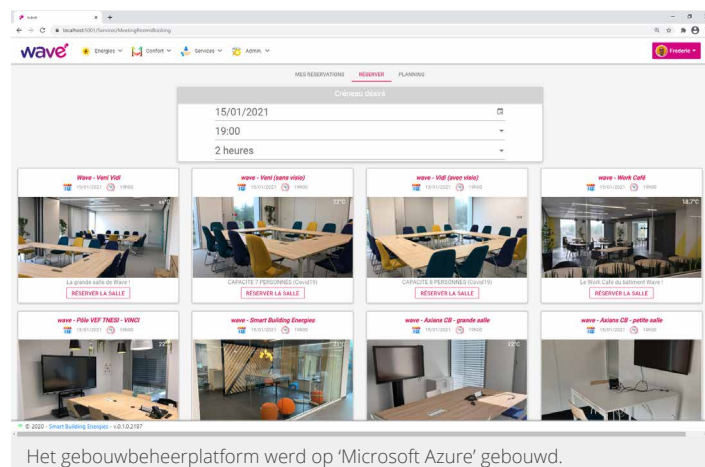 wave
localhost:5001/Services/MeetingRoomBooking
wave
Energies
Confort
Services
Admin.
Frederic
MES RESERVATIONS
RÉSERVER
PLANNING
Créneau désiré
15/01/2021
19:00
2 heures
Wave - Veni Vidi
15/01/2021 19H00
La grande salle de Wave !
RÉSERVER LA SALLE
wave - Veni (sans visio)
15/01/2021 19H00
22°C
CAPACITE 7 PERSONNES (Covid19)
RÉSERVER LA SALLE
wave - Vidi (avec visio)
15/01/2021 19H00
CAPACITE 8 PERSONNES (Covid19)
RÉSERVER LA SALLE
wave - Work Café
15/01/2021 19H00
18.7°C
Le Work Café du bâtiment Wave !
RÉSERVER LA SALLE
wave - Pôle VEF TNESI - VINCI
15/01/2021 19H00
wave - Smart Building Energies
15/01/2021 19H00
wave - Axians CB - grande salle
15/01/2021 19H00
wave - Axians CB - petite salle
15/01/2021 19H00
© 2020 - Smart Building Energies - v.0.1.0.2197
Het gebouwbeheerplatform werd op ‘Microsoft Azure’ gebouwd.